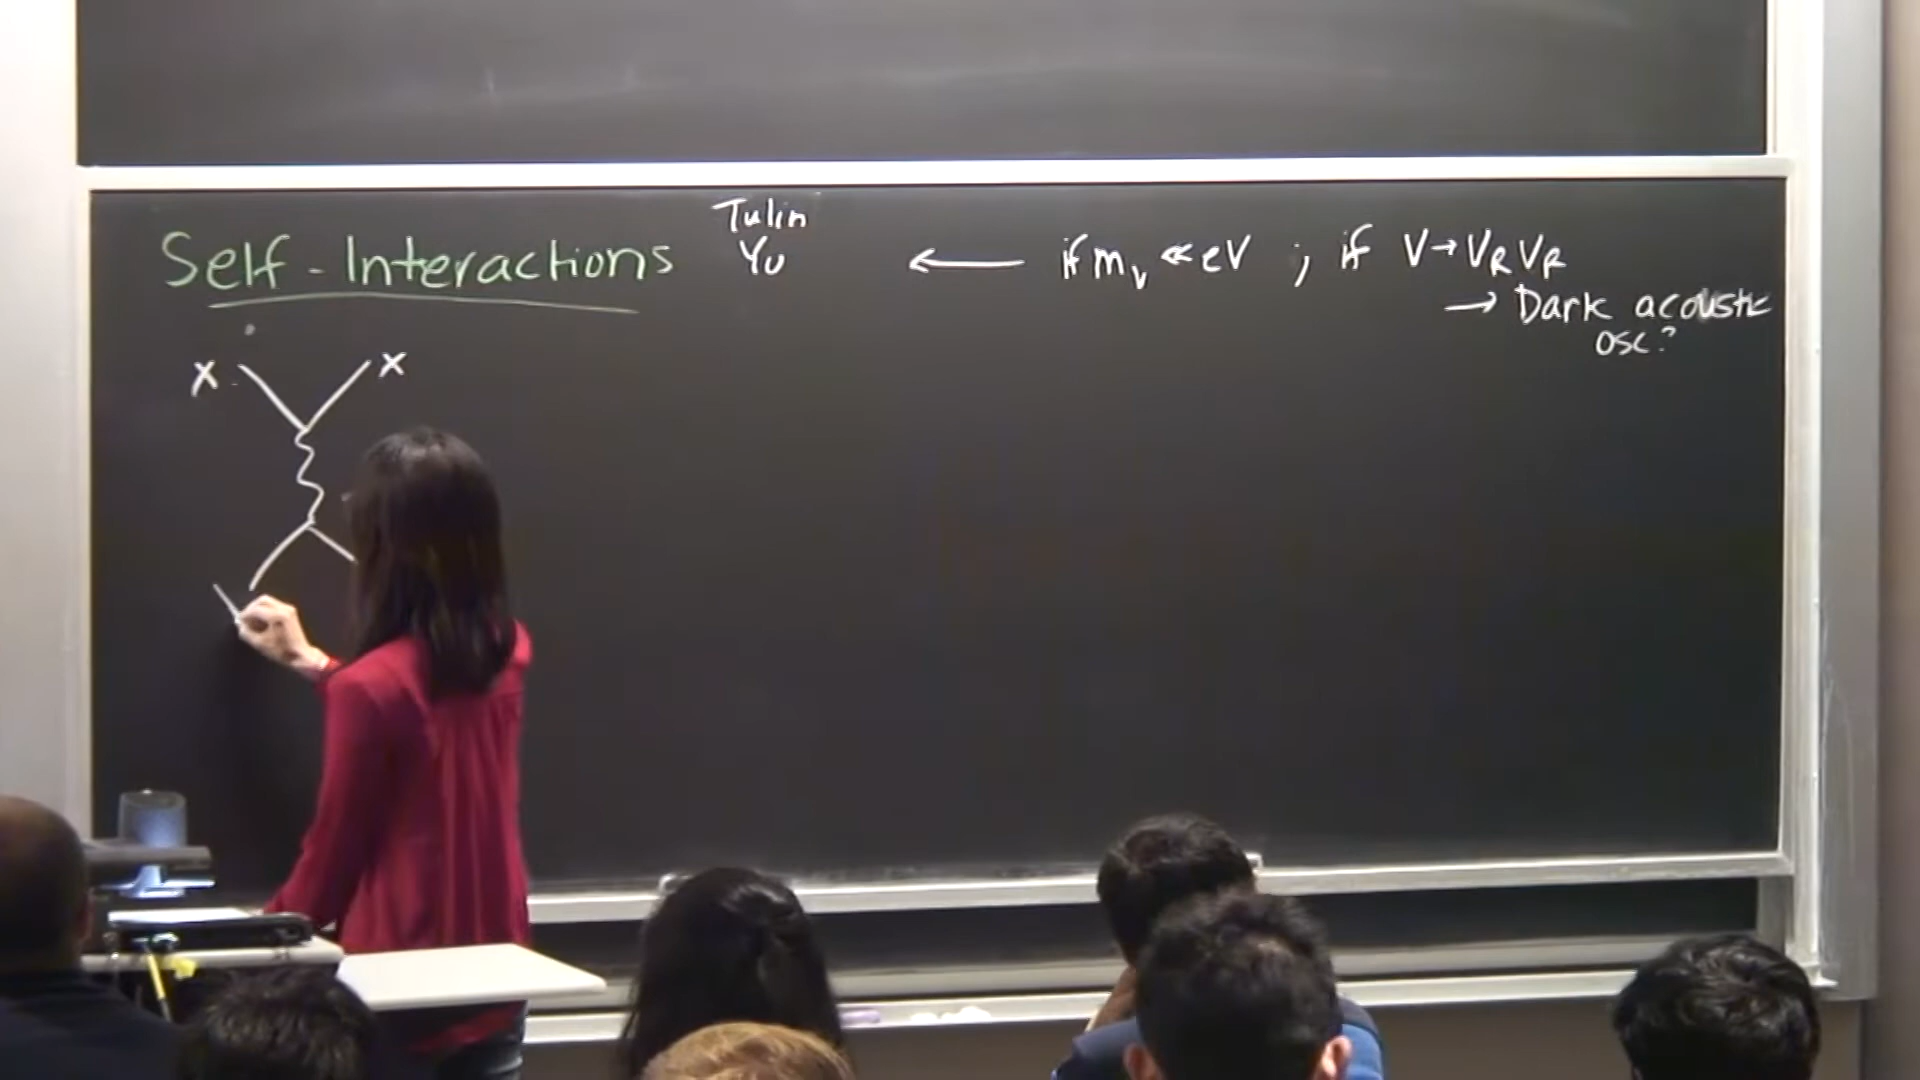 Self-Interactions
Tulin
Yu
← if m_v ≪ eV ; if V→V_R V_R
→ Dark acoustic
osc?
X X